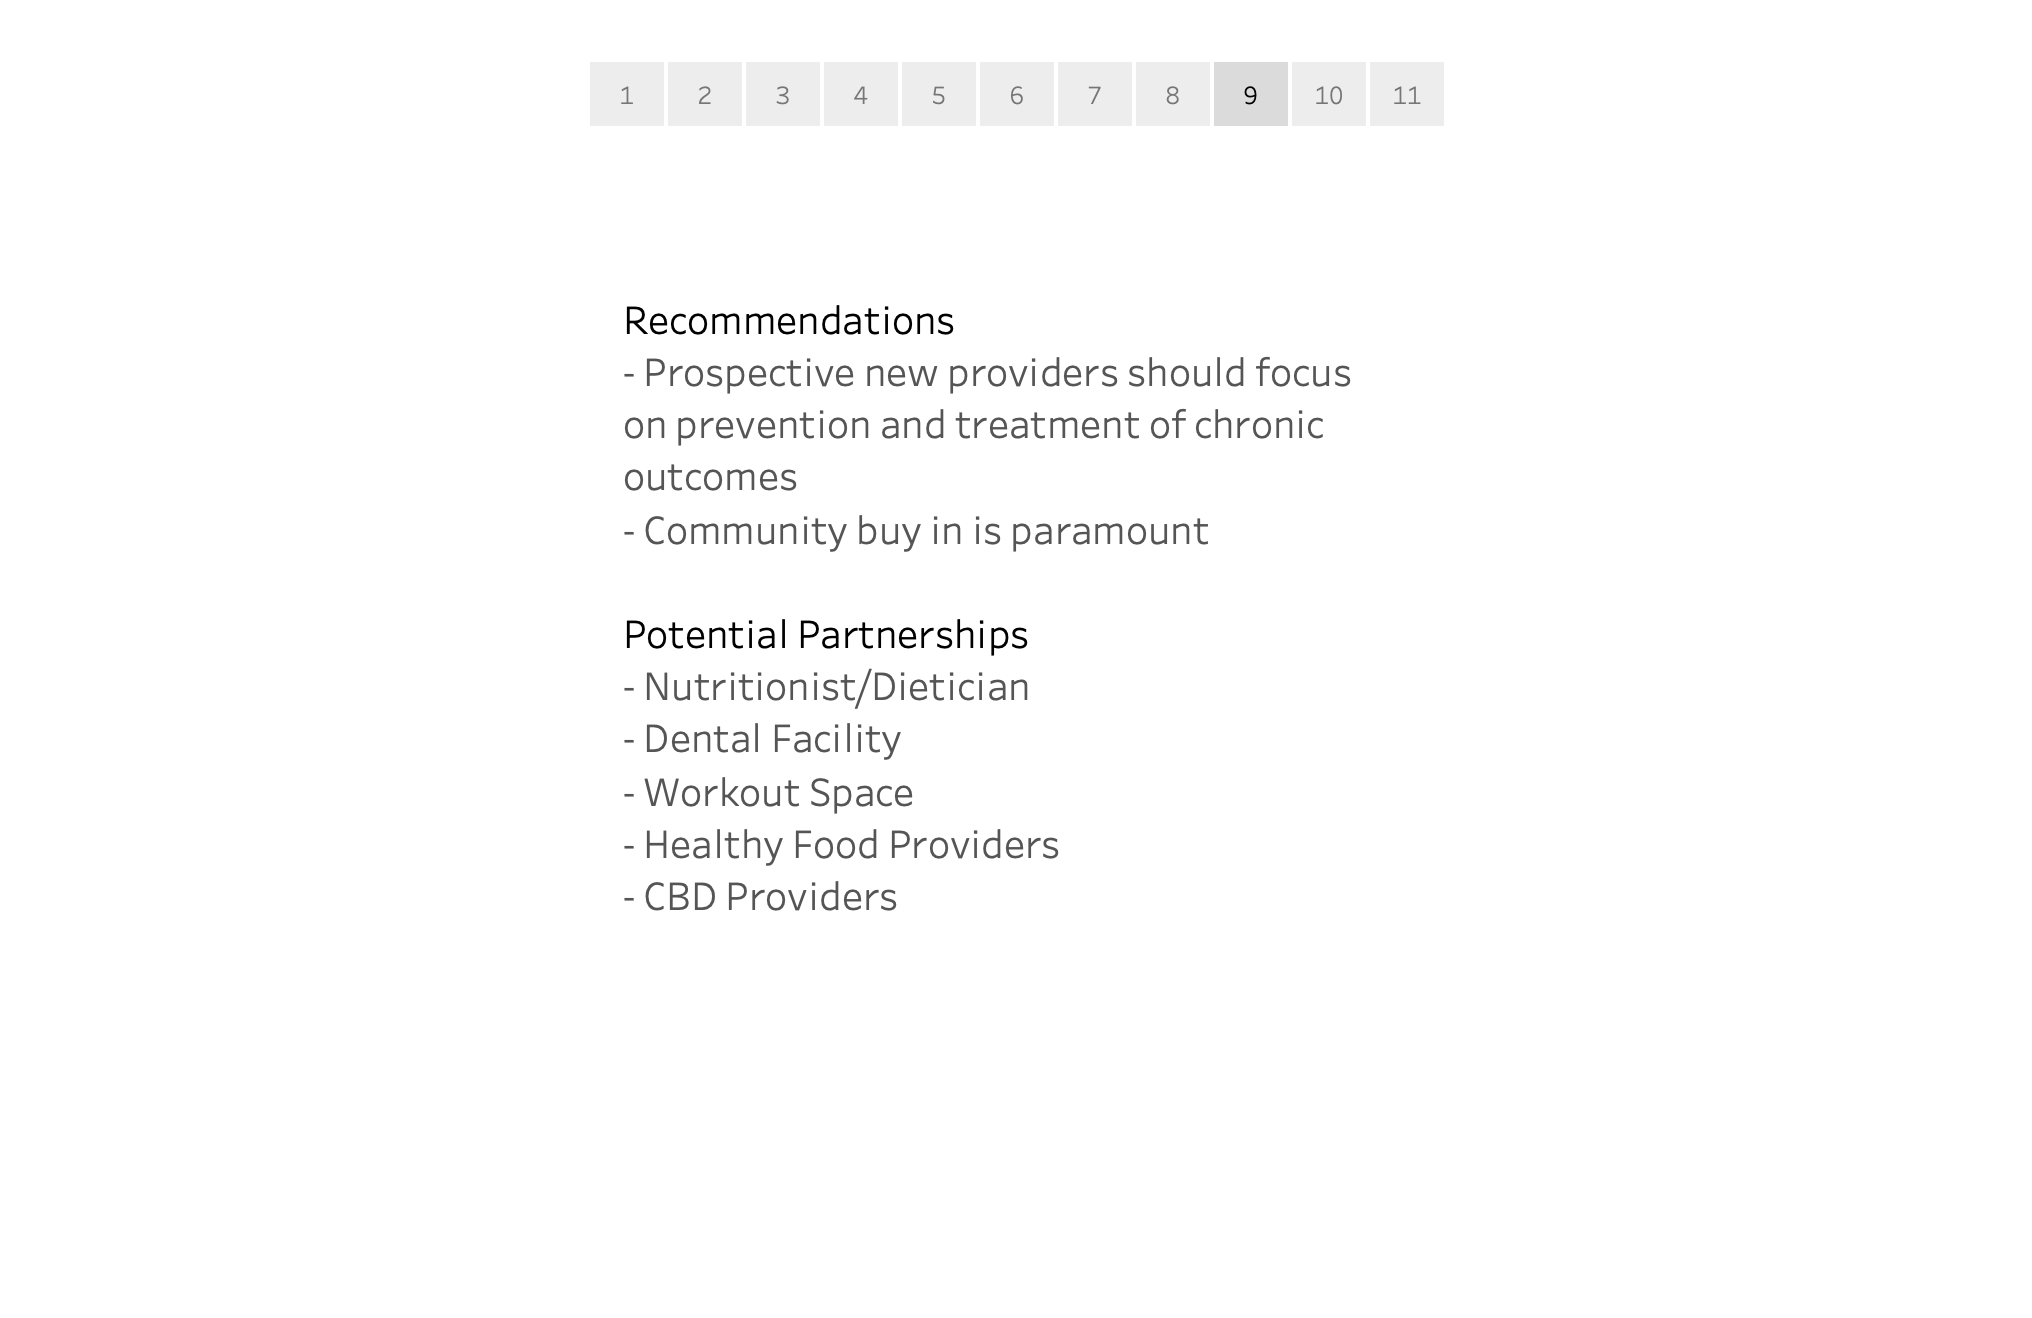 1 2 3 4 5 6 7 8 9 10 11
Recommendations
- Prospective new providers should focus
on prevention and treatment of chronic
outcomes
- Community buy in is paramount
Potential Partnerships
- Nutritionist/Dietician
- Dental Facility
- Workout Space
- Healthy Food Providers
- CBD Providers